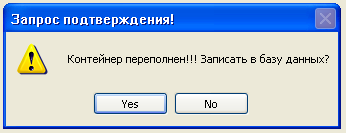 Запрос подтверждения!
Контейнер переполнен!!! Записать в базу данных?
Yes
No